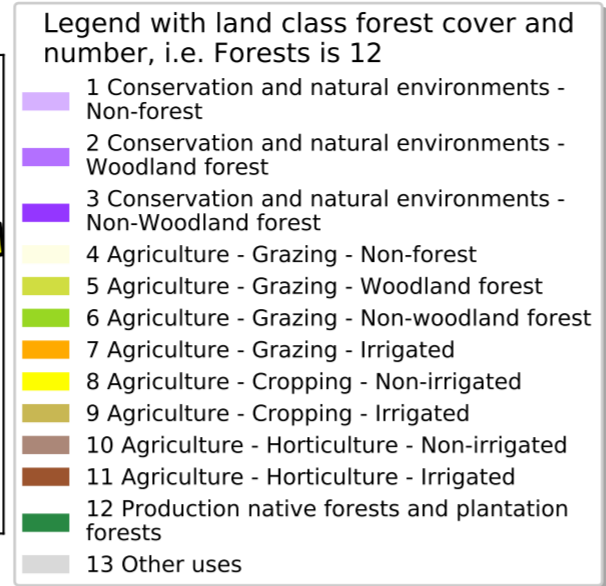 Legend with land class forest cover and
number, i.e. Forests is 12
1 Conservation and natural environments -
Non-forest
2 Conservation and natural environments -
Woodland forest
3 Conservation and natural environments -
Non-Woodland forest
4 Agriculture - Grazing - Non-forest
5 Agriculture - Grazing - Woodland forest
6 Agriculture - Grazing - Non-woodland forest
7 Agriculture - Grazing - Irrigated
8 Agriculture - Cropping - Non-irrigated
9 Agriculture - Cropping - Irrigated
10 Agriculture - Horticulture - Non-irrigated
11 Agriculture - Horticulture - Irrigated
12 Production native forests and plantation
forests
13 Other uses